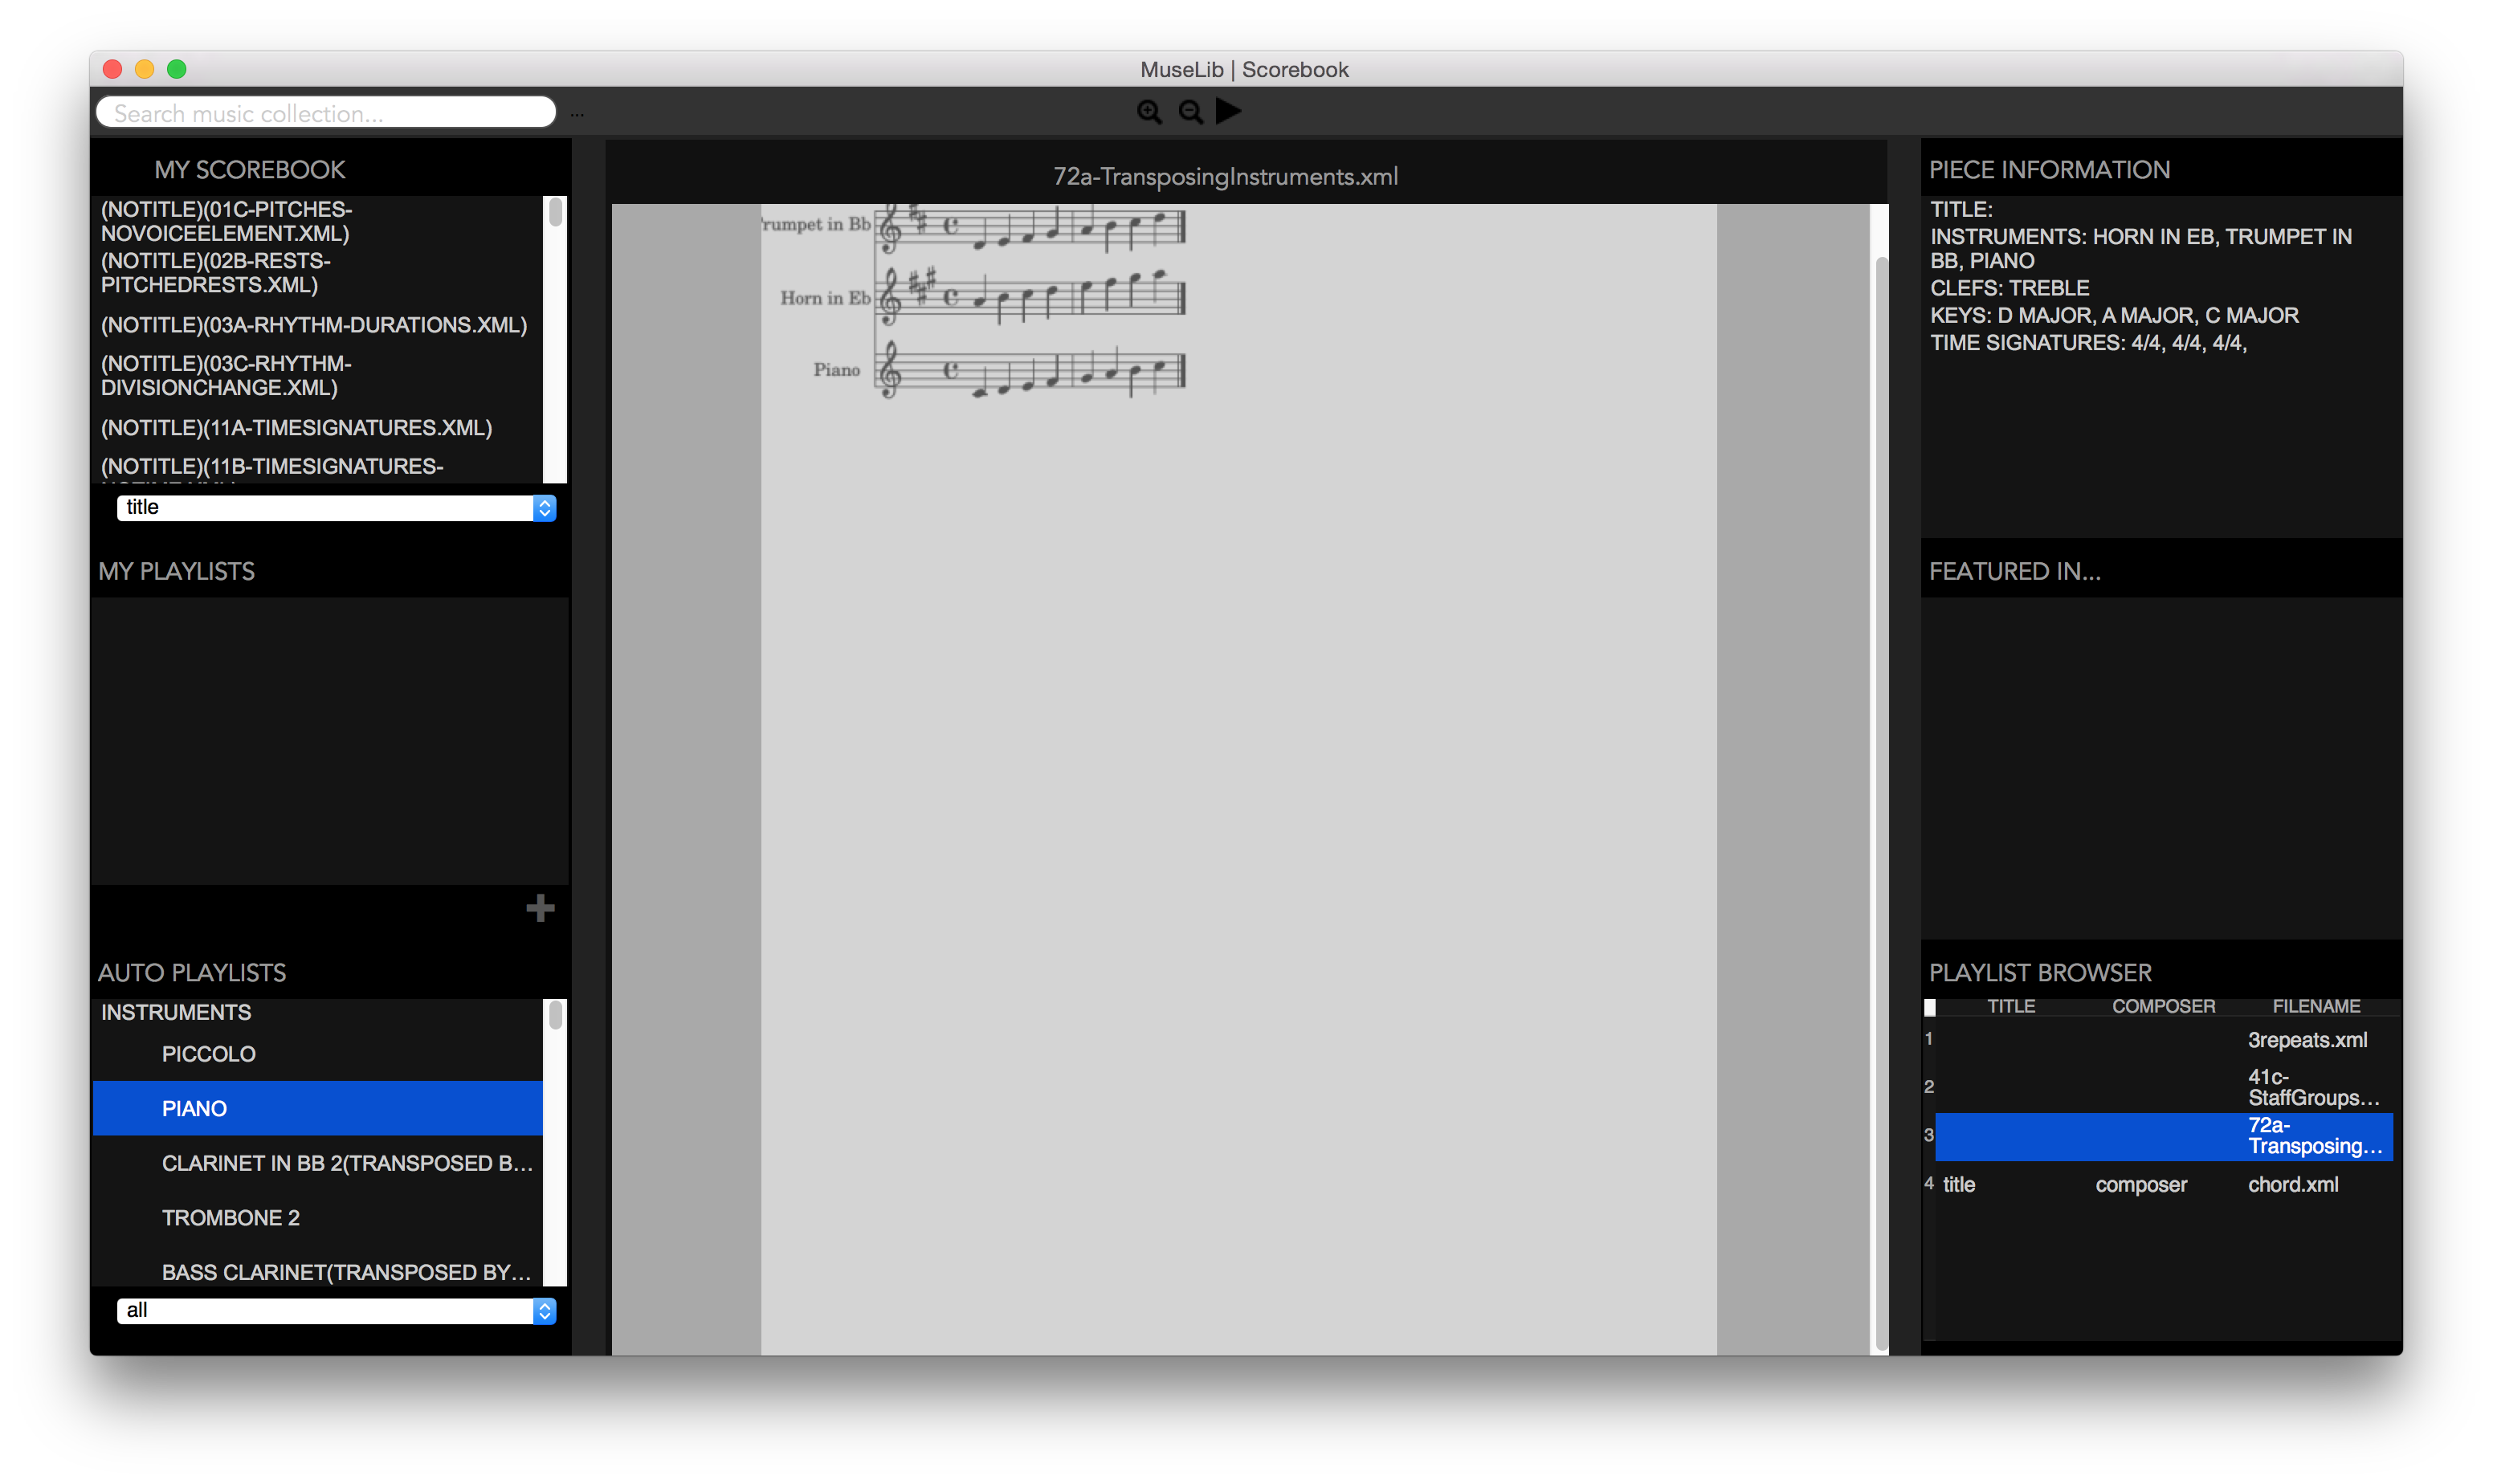 MuseLib | Scorebook
Search music collection...
...
MY SCOREBOOK
(NOTITLE)(01C-PITCHES-
NOVOICEELEMENT.XML)
(NOTITLE)(02B-RESTS-
PITCHEDRESTS.XML)
(NOTITLE)(03A-RHYTHM-DURATIONS.XML)
(NOTITLE)(03C-RHYTHM-
DIVISIONCHANGE.XML)
(NOTITLE)(11A-TIMESIGNATURES.XML)
(NOTITLE)(11B-TIMESIGNATURES-
title
MY PLAYLISTS
AUTO PLAYLISTS
INSTRUMENTS
PICCOLO
PIANO
CLARINET IN BB 2(TRANSPOSED B...
TROMBONE 2
BASS CLARINET(TRANSPOSED BY...
all
72a-TransposingInstruments.xml
Trumpet in Bb
Horn in Eb
Piano
PIECE INFORMATION
TITLE:
INSTRUMENTS: HORN IN EB, TRUMPET IN
BB, PIANO
CLEFS: TREBLE
KEYS: D MAJOR, A MAJOR, C MAJOR
TIME SIGNATURES: 4/4, 4/4, 4/4,
FEATURED IN...
PLAYLIST BROWSER
TITLE COMPOSER FILENAME
1 3repeats.xml
2 41c-
StaffGroups...
3 72a-
Transposing...
4 title composer chord.xml